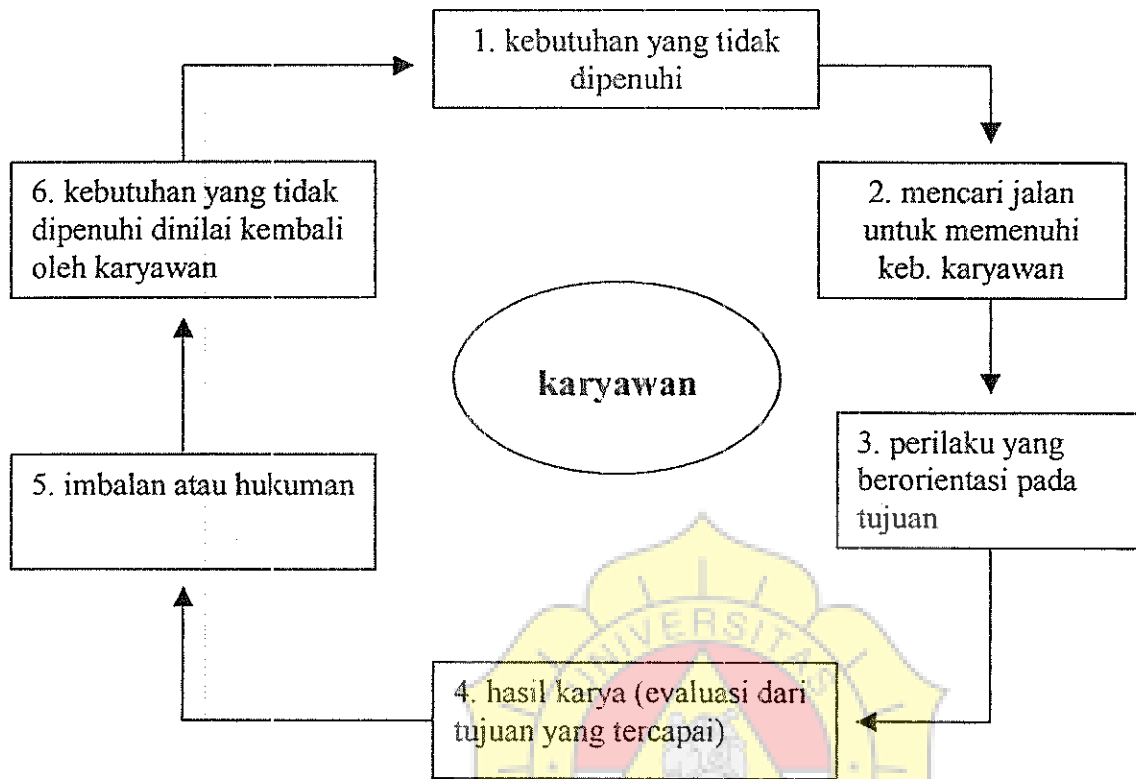 1. kebutuhan yang tidak
dipenuhi
2. mencari jalan
untuk memenuhi
keb. karyawan
3. perilaku yang
berorientasi pada
tujuan
4. hasil karya (evaluasi dari
tujuan yang tercapai)
5. imbalan atau hukuman
6. kebutuhan yang tidak
dipenuhi dinilai kembali
oleh karyawan
karyawan
UNIVERSITAS